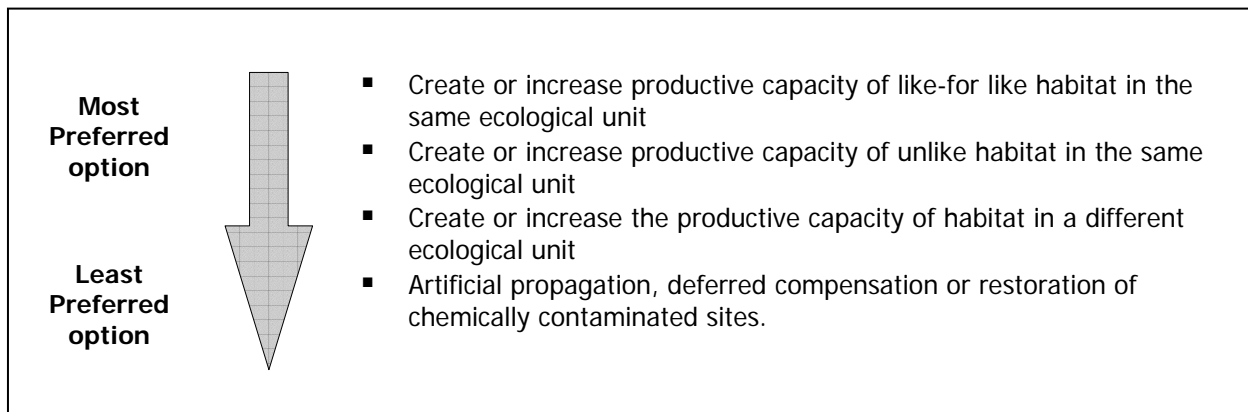 Most
Preferred
option
Least
Preferred
option
▪ Create or increase productive capacity of like-for like habitat in the
same ecological unit
▪ Create or increase productive capacity of unlike habitat in the same
ecological unit
▪ Create or increase the productive capacity of habitat in a different
ecological unit
▪ Artificial propagation, deferred compensation or restoration of
chemically contaminated sites.